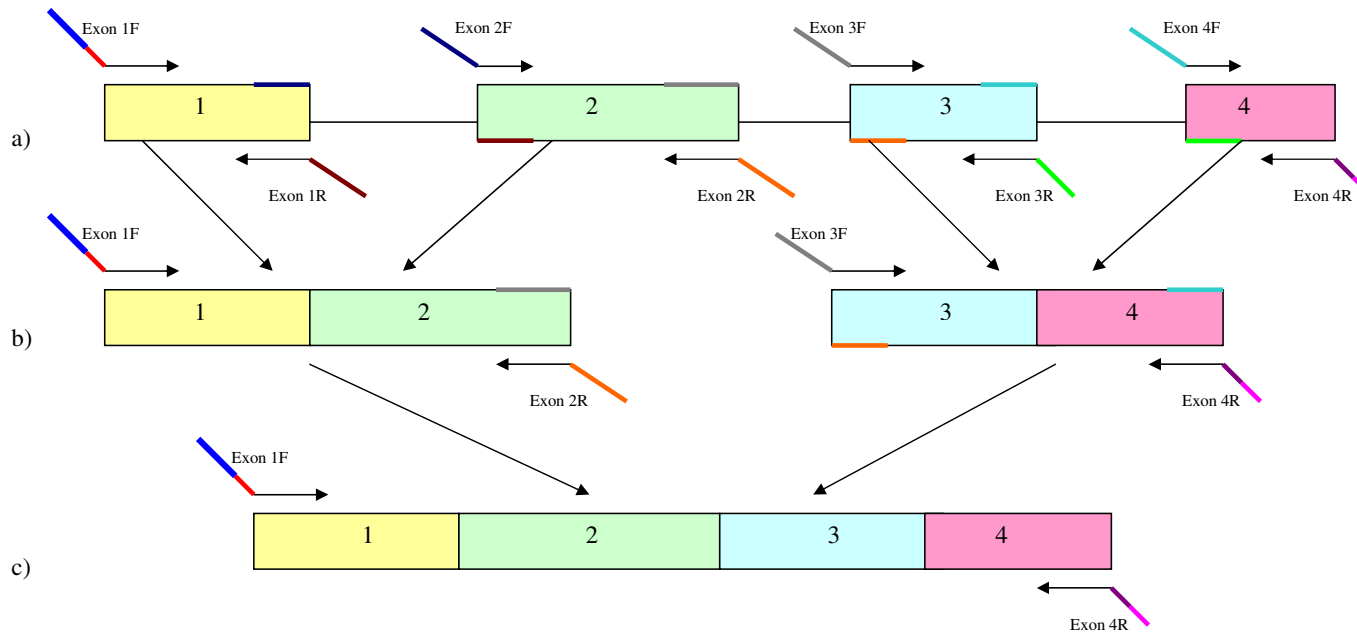 Exon 1F
Exon 2F
Exon 3F
Exon 4F
1
2
3
4
a)
Exon 1R
Exon 2R
Exon 3R
Exon 4R
Exon 1F
Exon 3F
1
2
3
4
b)
Exon 2R
Exon 4R
Exon 1F
1
2
3
4
c)
Exon 4R